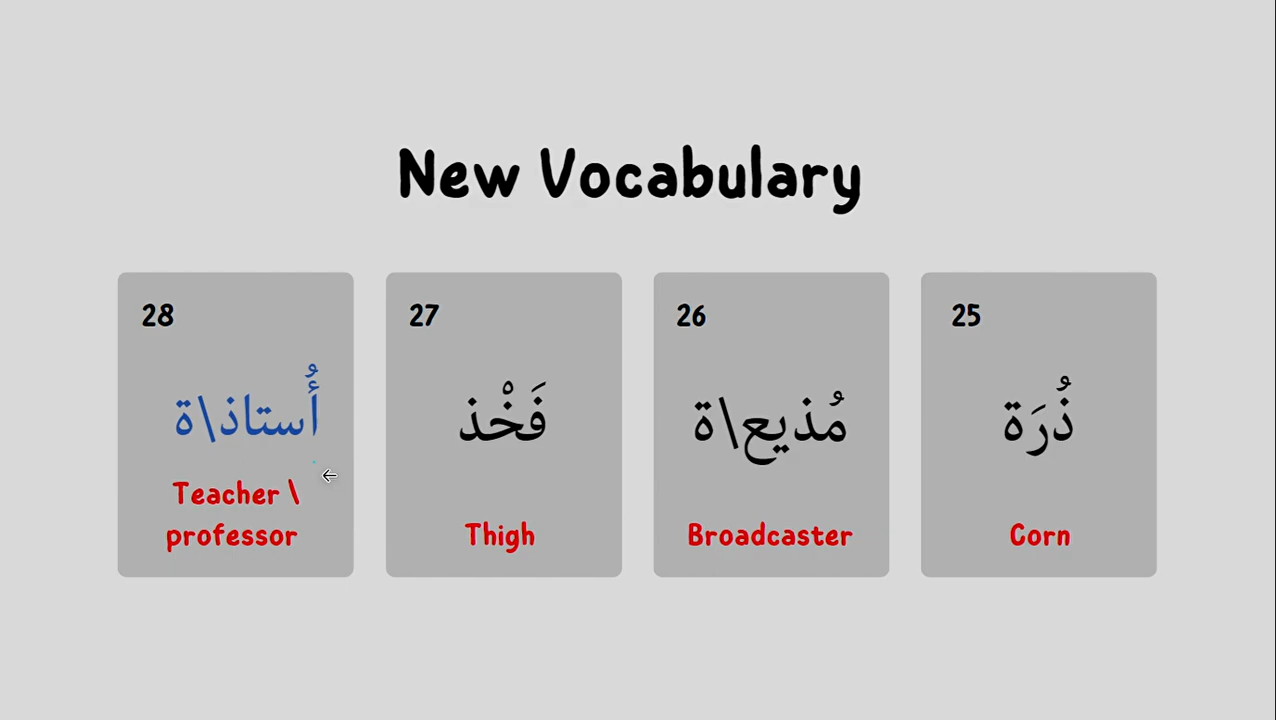 New Vocabulary
25
ذُرَة
Corn
26
مُذيع\ة
Broadcaster
27
فَخْذ
Thigh
28
أُستاذ\ة
Teacher \
professor